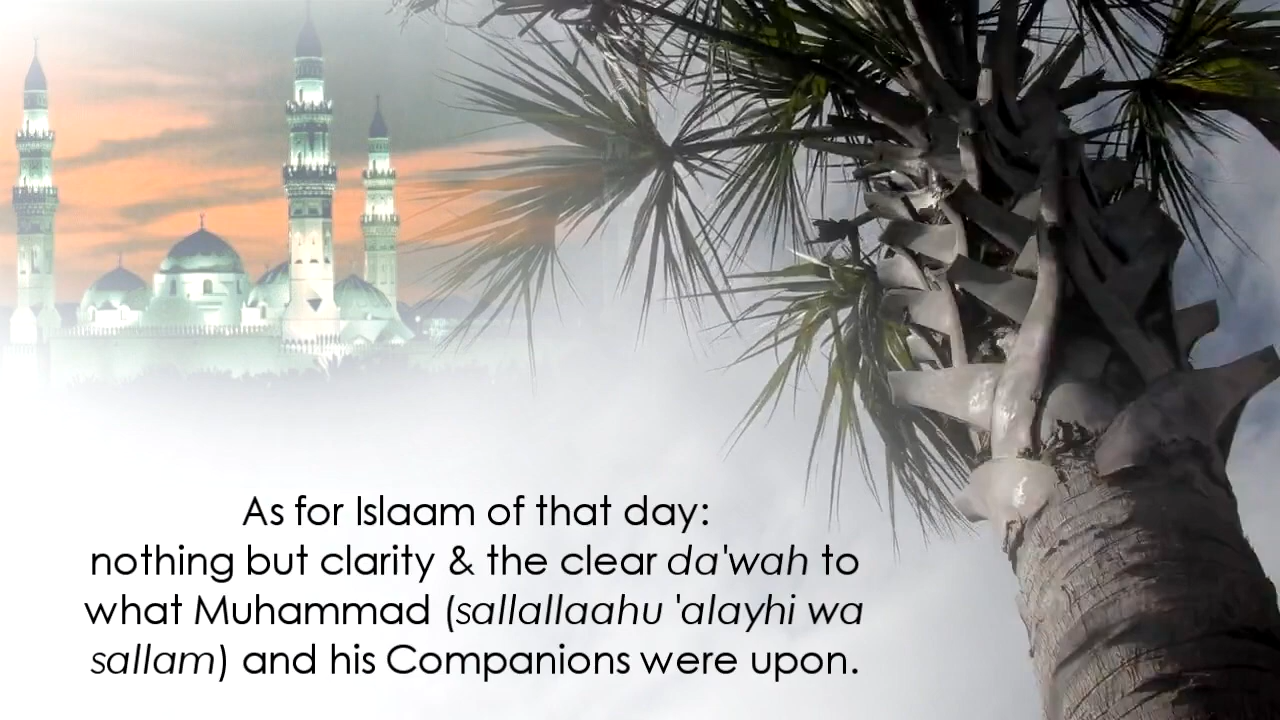 As for Islaam of that day:
nothing but clarity & the clear da'wah to
what Muhammad (sallallaahu 'alayhi wa
sallam) and his Companions were upon.